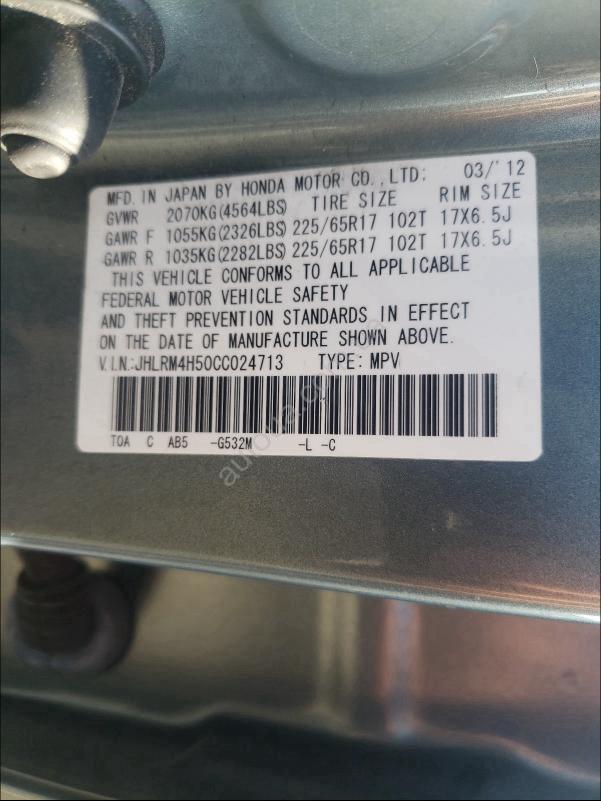 MFD. IN JAPAN BY HONDA MOTOR CO., LTD: 03/'12
GVWR 2070KG(4564LBS) TIRE SIZE RIM SIZE
GAWR F 1055KG(2326LBS) 225/65R17 102T 17X6.5J
GAWR R 1035KG(2282LBS) 225/65R17 102T 17X6.5J
THIS VEHICLE CONFORMS TO ALL APPLICABLE
FEDERAL MOTOR VEHICLE SAFETY
AND THEFT PREVENTION STANDARDS IN EFFECT
ON THE DATE OF MANUFACTURE SHOWN ABOVE.
V.I.N.:JHLRM4H50CC024713 TYPE: MPV
TOA C AB5 -G532M -L -C